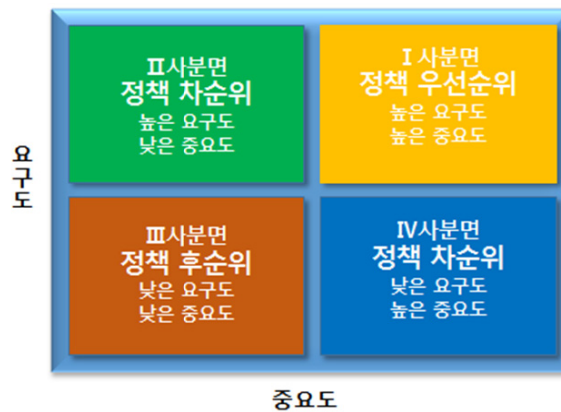 Ⅱ사분면
정책 차순위
높은 요구도
낮은 중요도
Ⅰ사분면
정책 우선순위
높은 요구도
높은 중요도
요구도
Ⅲ사분면
정책 후순위
낮은 요구도
낮은 중요도
Ⅳ사분면
정책 차순위
낮은 요구도
높은 중요도
중요도